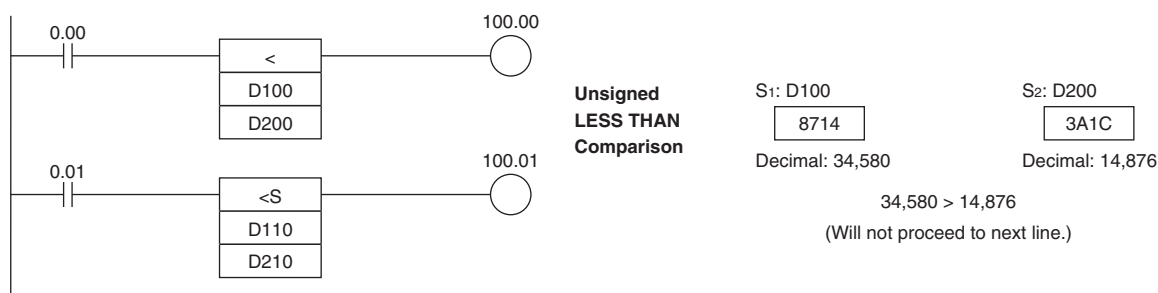 0.00
<
D100
D200
100.00
0.01
<S
D110
D210
100.01
Unsigned
LESS THAN
Comparison
S1: D100
8714
Decimal: 34,580
S2: D200
3A1C
Decimal: 14,876
34,580 > 14,876
(Will not proceed to next line.)